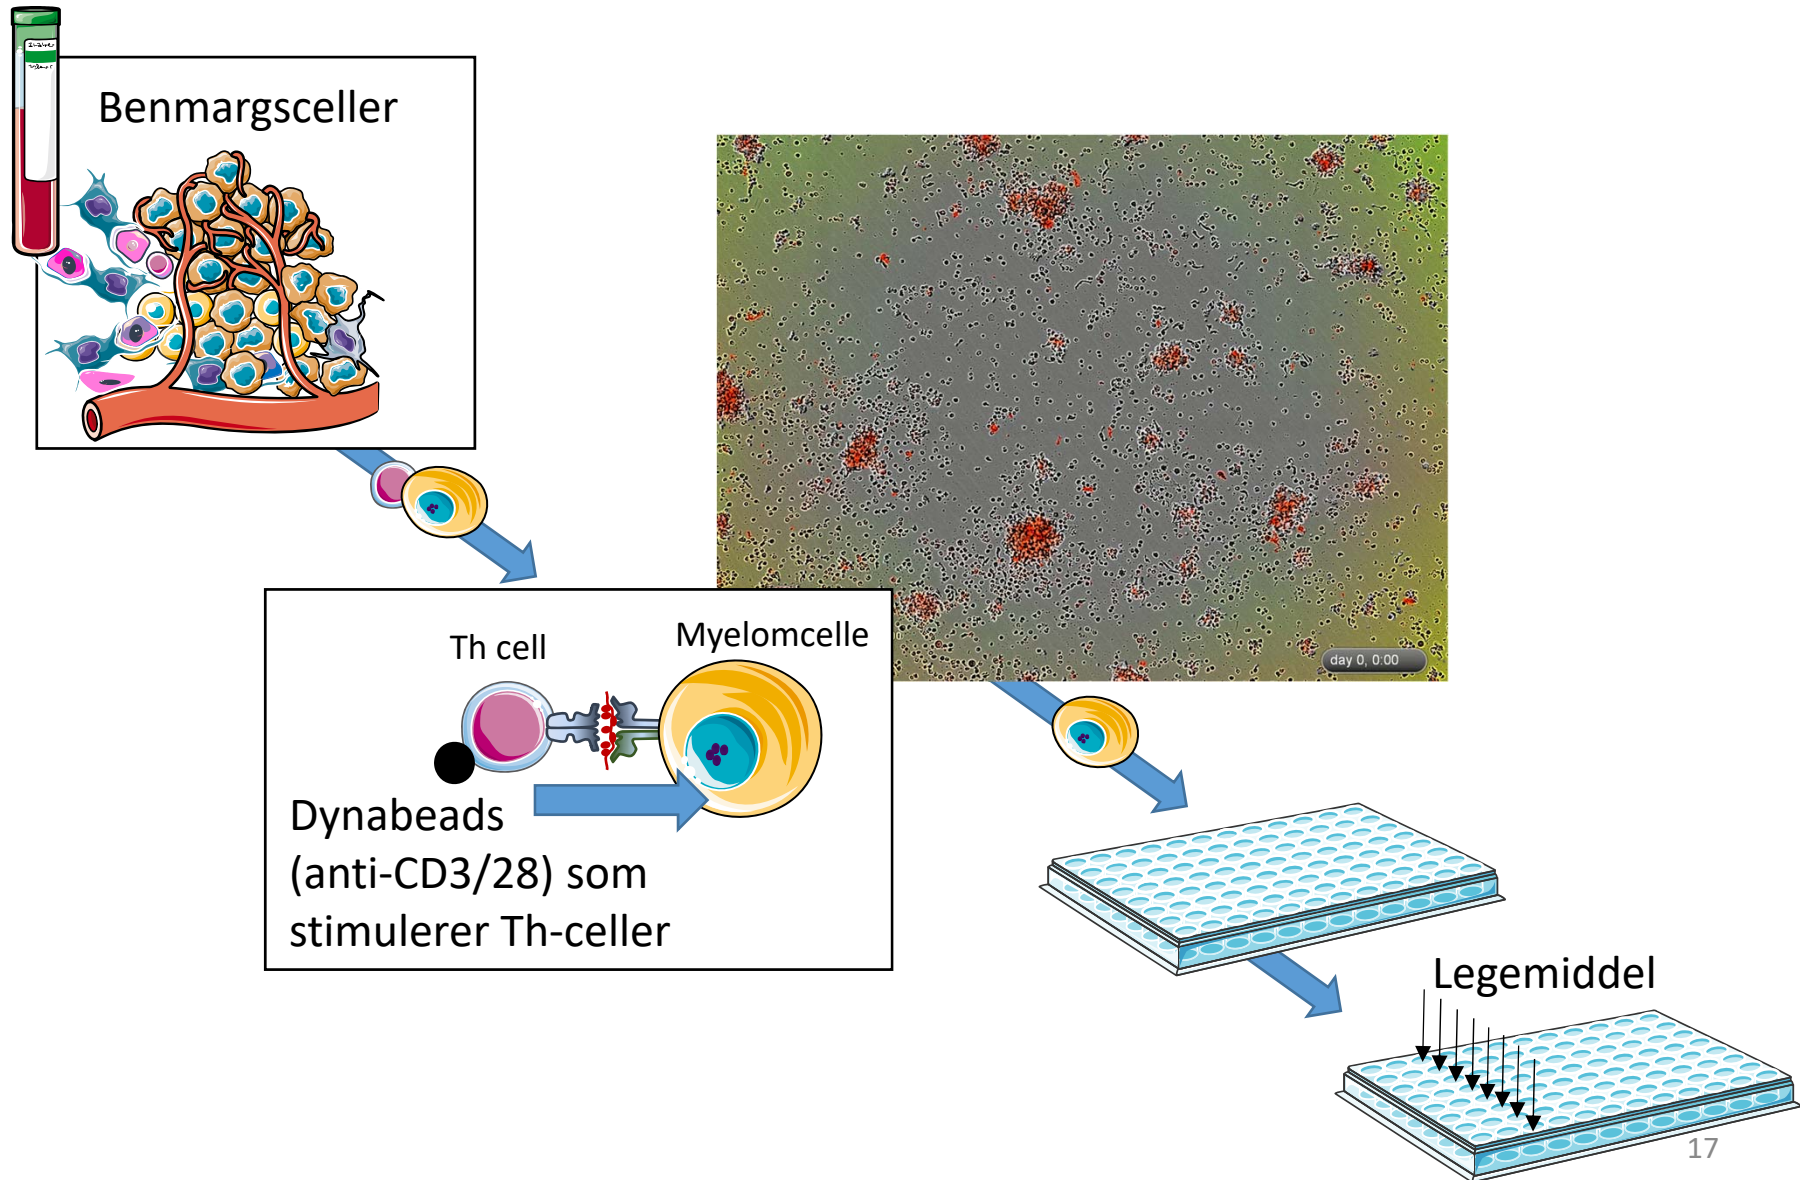 Benmargsceller
day 0, 0:00
Th cell
Myelomcelle
Dynabeads
(anti-CD3/28) som
stimulerer Th-celler
Legemiddel
17